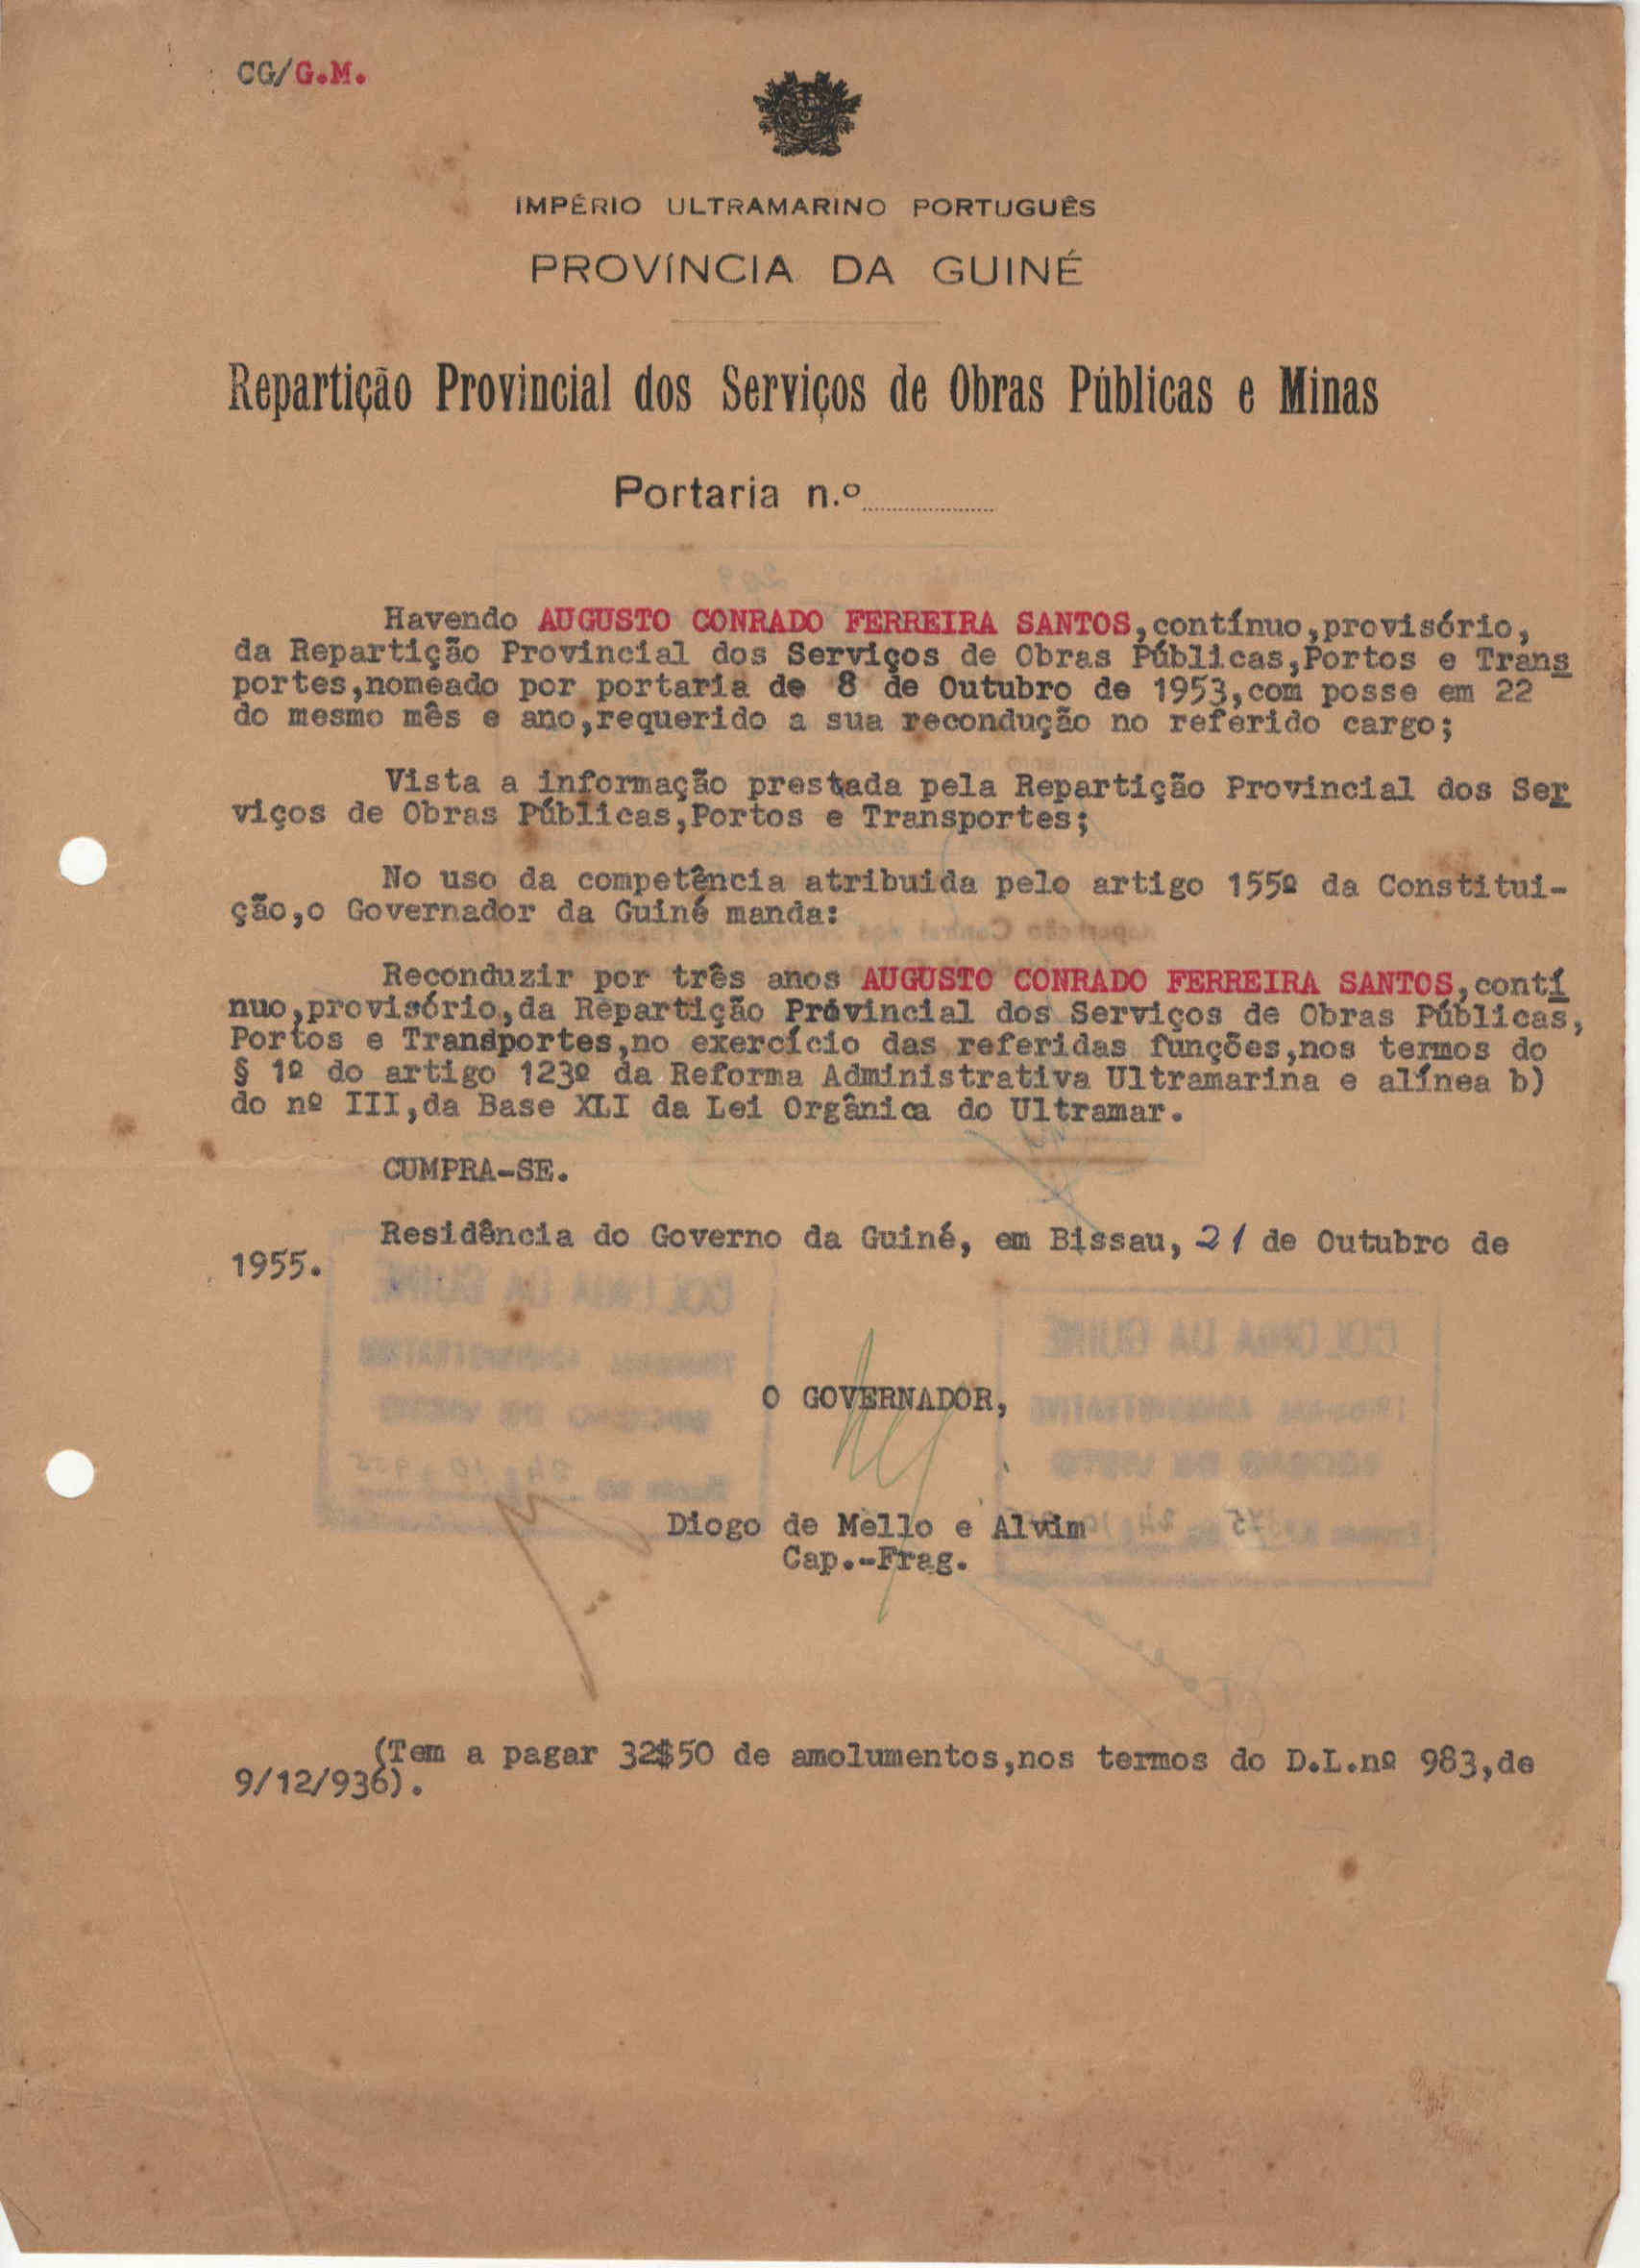 CG/G.M.
IMPÉRIO ULTRAMARINO PORTUGUÊS
PROVÍNCIA DA GUINÉ
Repartição Provincial dos Serviços de Obras Públicas e Minas
Portaria n.º
Havendo AUGUSTO CONRADO FERREIRA SANTOS,contínuo,provisório,
da Repartição Provincial dos Serviços de Obras Públicas,Portos e Trans
portes,nomeado por portaria de 8 de Outubro de 1953,com posse em 22
do mesmo mês e ano,requerido a sua recondução no referido cargo;
Vista a informação prestada pela Repartição Provincial dos Ser
viços de Obras Públicas,Portos e Transportes;
No uso da competência atribuida pelo artigo 155º da Constitui-
ção,o Governador da Guiné manda:
Reconduzir por três anos AUGUSTO CONRADO FERREIRA SANTOS,contí
nuo,provisório,da Repartição Próvincial dos Serviços de Obras Públicas,
Portos e Transportes,no exercício das referidas funções,nos termos do
§ 1º do artigo 123º da Reforma Administrativa Ultramarina e alínea b)
do nº III,da Base XLI da Lei Orgânica do Ultramar.
CUMPRA-SE.
Residência do Governo da Guiné, em Bissau, 21 de Outubro de
1955.
O GOVERNADOR,
Diogo de Mello e Alvim
Cap.-Frag.
(Tem a pagar 32$50 de amolumentos,nos termos do D.L.nº 983,de
9/12/936).